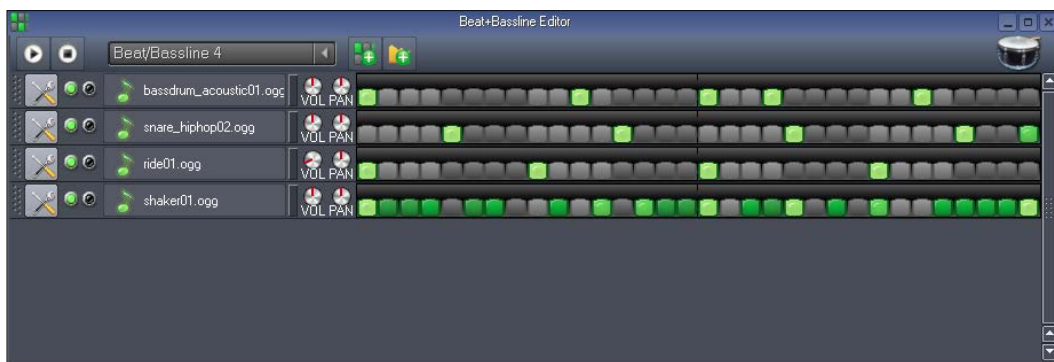 Beat+Bassline Editor
Beat/Bassline 4
bassdrum_acoustic01.ogg
VOL PAN
snare_hiphop02.ogg
VOL PAN
ride01.ogg
VOL PAN
shaker01.ogg
VOL PAN